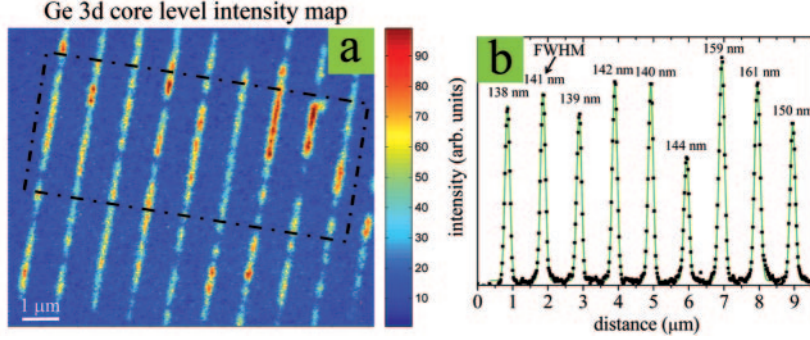 Ge 3d core level intensity map
a
1 μm
90
80
70
60
50
40
30
20
10
b
FWHM
138 nm
141 nm
139 nm
142 nm
140 nm
144 nm
159 nm
161 nm
150 nm
intensity (arb. units)
0 1 2 3 4 5 6 7 8 9
distance (μm)